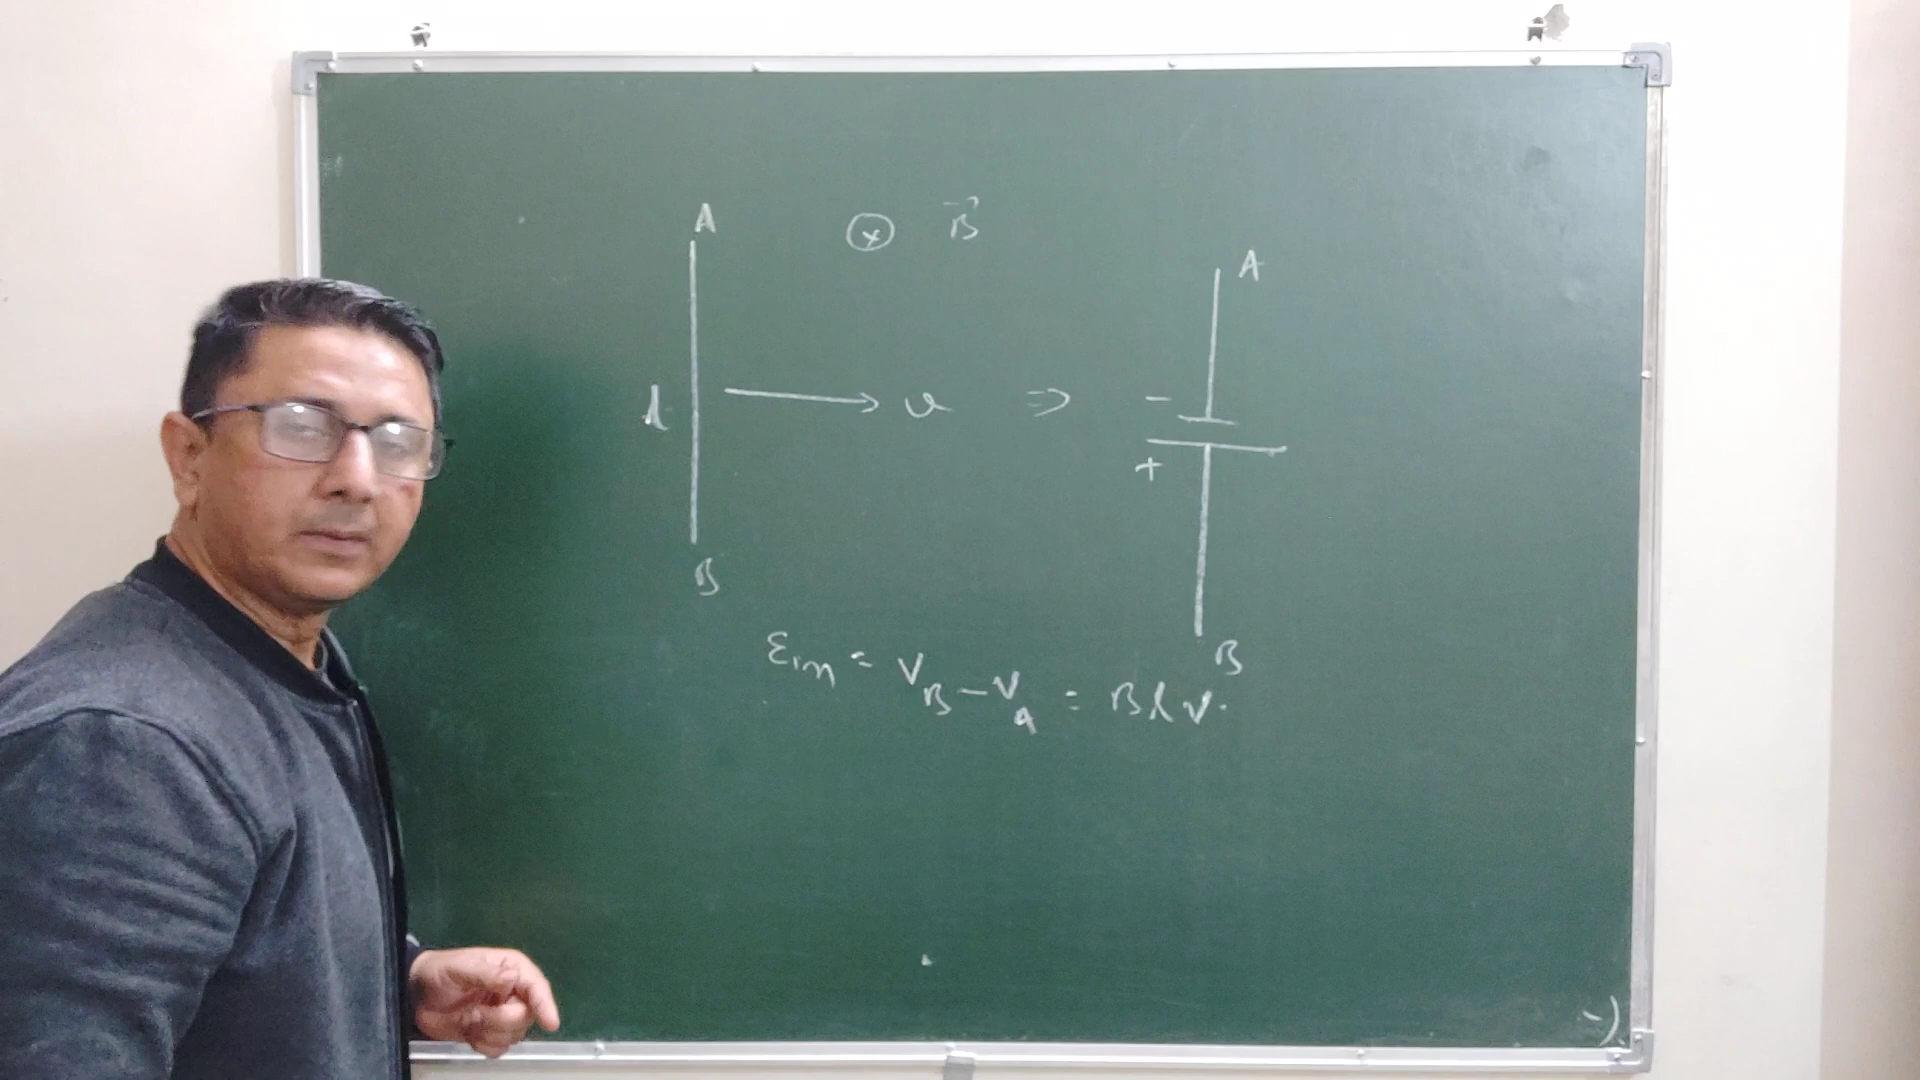 A
⊗ B⃗
A
l
v ⇒
-
+
B
B
ε_in = V_B - V_A = B l v.